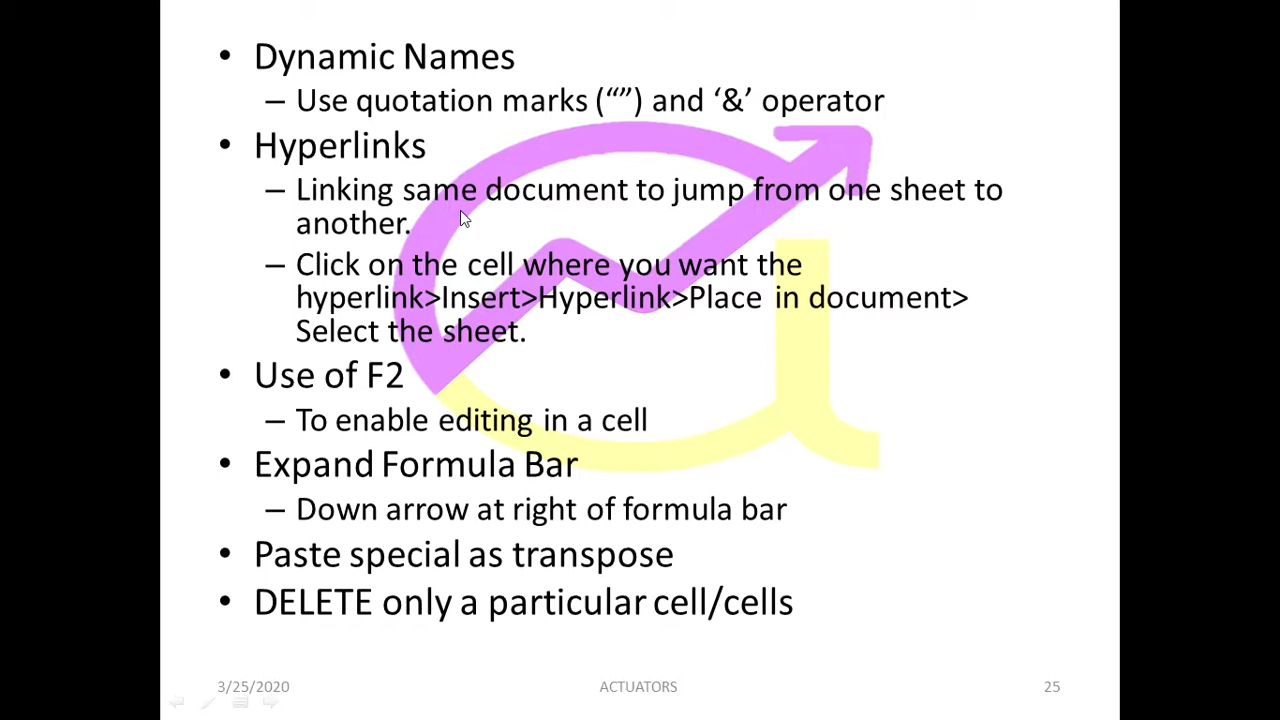 • Dynamic Names
– Use quotation marks (“”) and ‘&’ operator
• Hyperlinks
– Linking same document to jump from one sheet to
another.
– Click on the cell where you want the
hyperlink>Insert>Hyperlink>Place in document>
Select the sheet.
• Use of F2
– To enable editing in a cell
• Expand Formula Bar
– Down arrow at right of formula bar
• Paste special as transpose
• DELETE only a particular cell/cells
3/25/2020 ACTUATORS 25